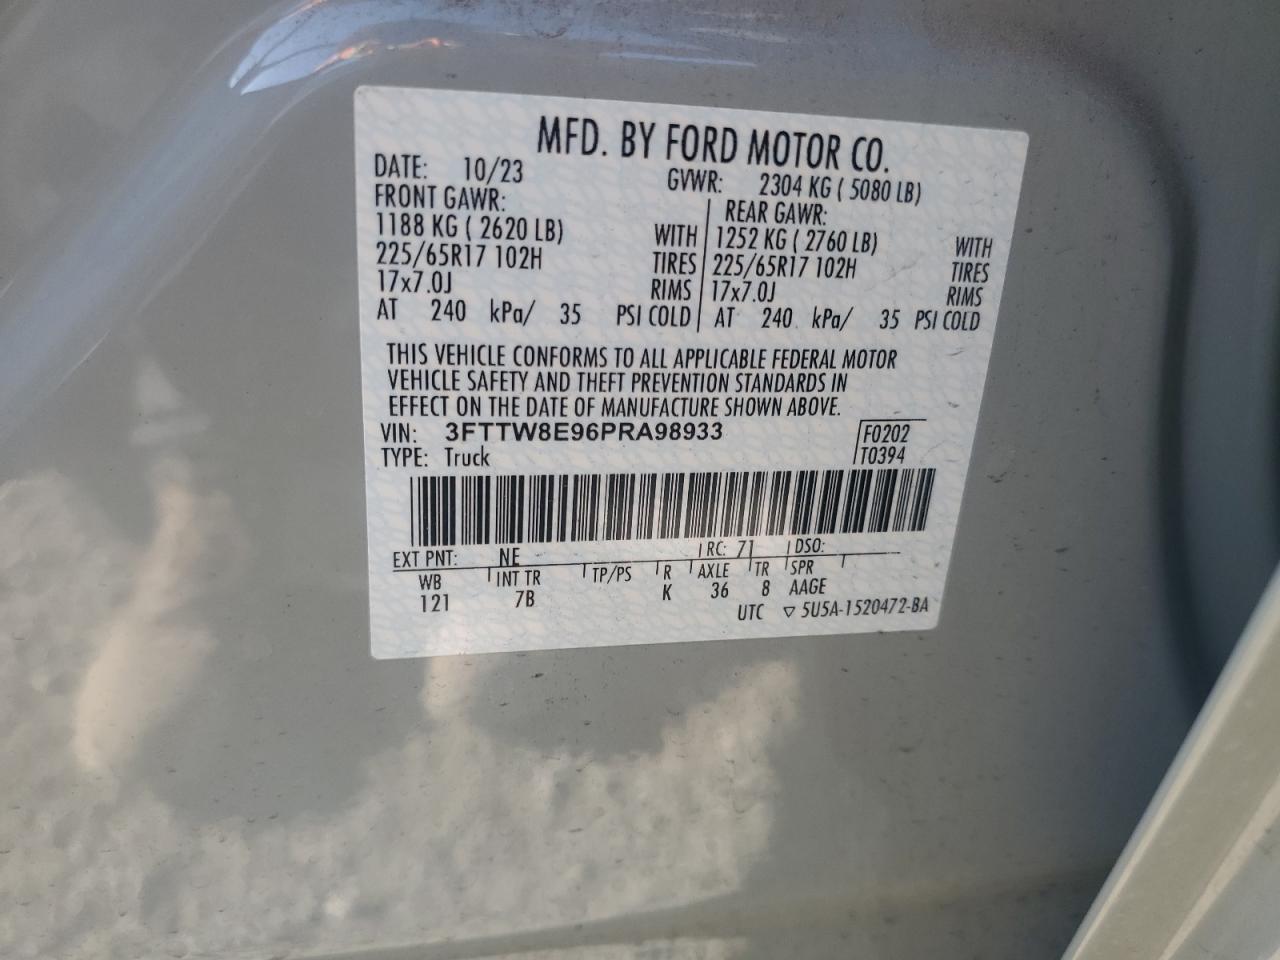 MFD. BY FORD MOTOR CO.
DATE: 10/23 GVWR: 2304 KG ( 5080 LB)
FRONT GAWR: REAR GAWR:
1188 KG ( 2620 LB) WITH 1252 KG ( 2760 LB) WITH
225/65R17 102H TIRES 225/65R17 102H TIRES
17x7.0J RIMS 17x7.0J RIMS
AT 240 kPa/ 35 PSI COLD AT 240 kPa/ 35 PSI COLD
THIS VEHICLE CONFORMS TO ALL APPLICABLE FEDERAL MOTOR
VEHICLE SAFETY AND THEFT PREVENTION STANDARDS IN
EFFECT ON THE DATE OF MANUFACTURE SHOWN ABOVE.
VIN: 3FTTW8E96PRA98933 F0202
TYPE: Truck T0394
EXT PNT: NE RC: 71 DSO:
WB INT TR TP/PS R AXLE TR SPR
121 7B K 36 8 AAGE
UTC ▽ 5U5A-1520472-BA